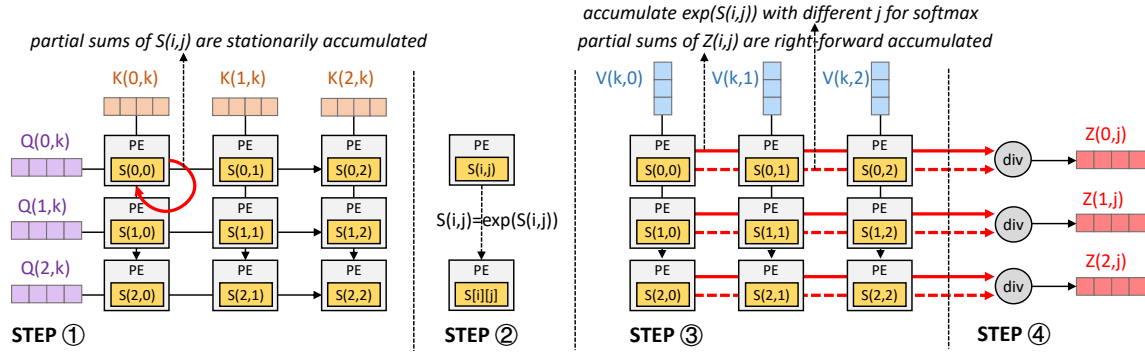 partial sums of S(i,j) are stationarily accumulated
K(0,k) K(1,k) K(2,k)
Q(0,k)
PE PE PE
S(0,0) S(0,1) S(0,2)
Q(1,k)
PE PE PE
S(1,0) S(1,1) S(1,2)
Q(2,k)
PE PE PE
S(2,0) S(2,1) S(2,2)
STEP ①
PE
S(i,j)
S(i,j)=exp(S(i,j))
PE
S[i][j]
STEP ②
accumulate exp(S(i,j)) with different j for softmax
partial sums of Z(i,j) are right-forward accumulated
V(k,0) V(k,1) V(k,2)
PE PE PE
S(0,0) S(0,1) S(0,2)
PE PE PE
S(1,0) S(1,1) S(1,2)
PE PE PE
S(2,0) S(2,1) S(2,2)
STEP ③
Z(0,j)
div
Z(1,j)
div
Z(2,j)
div
STEP ④